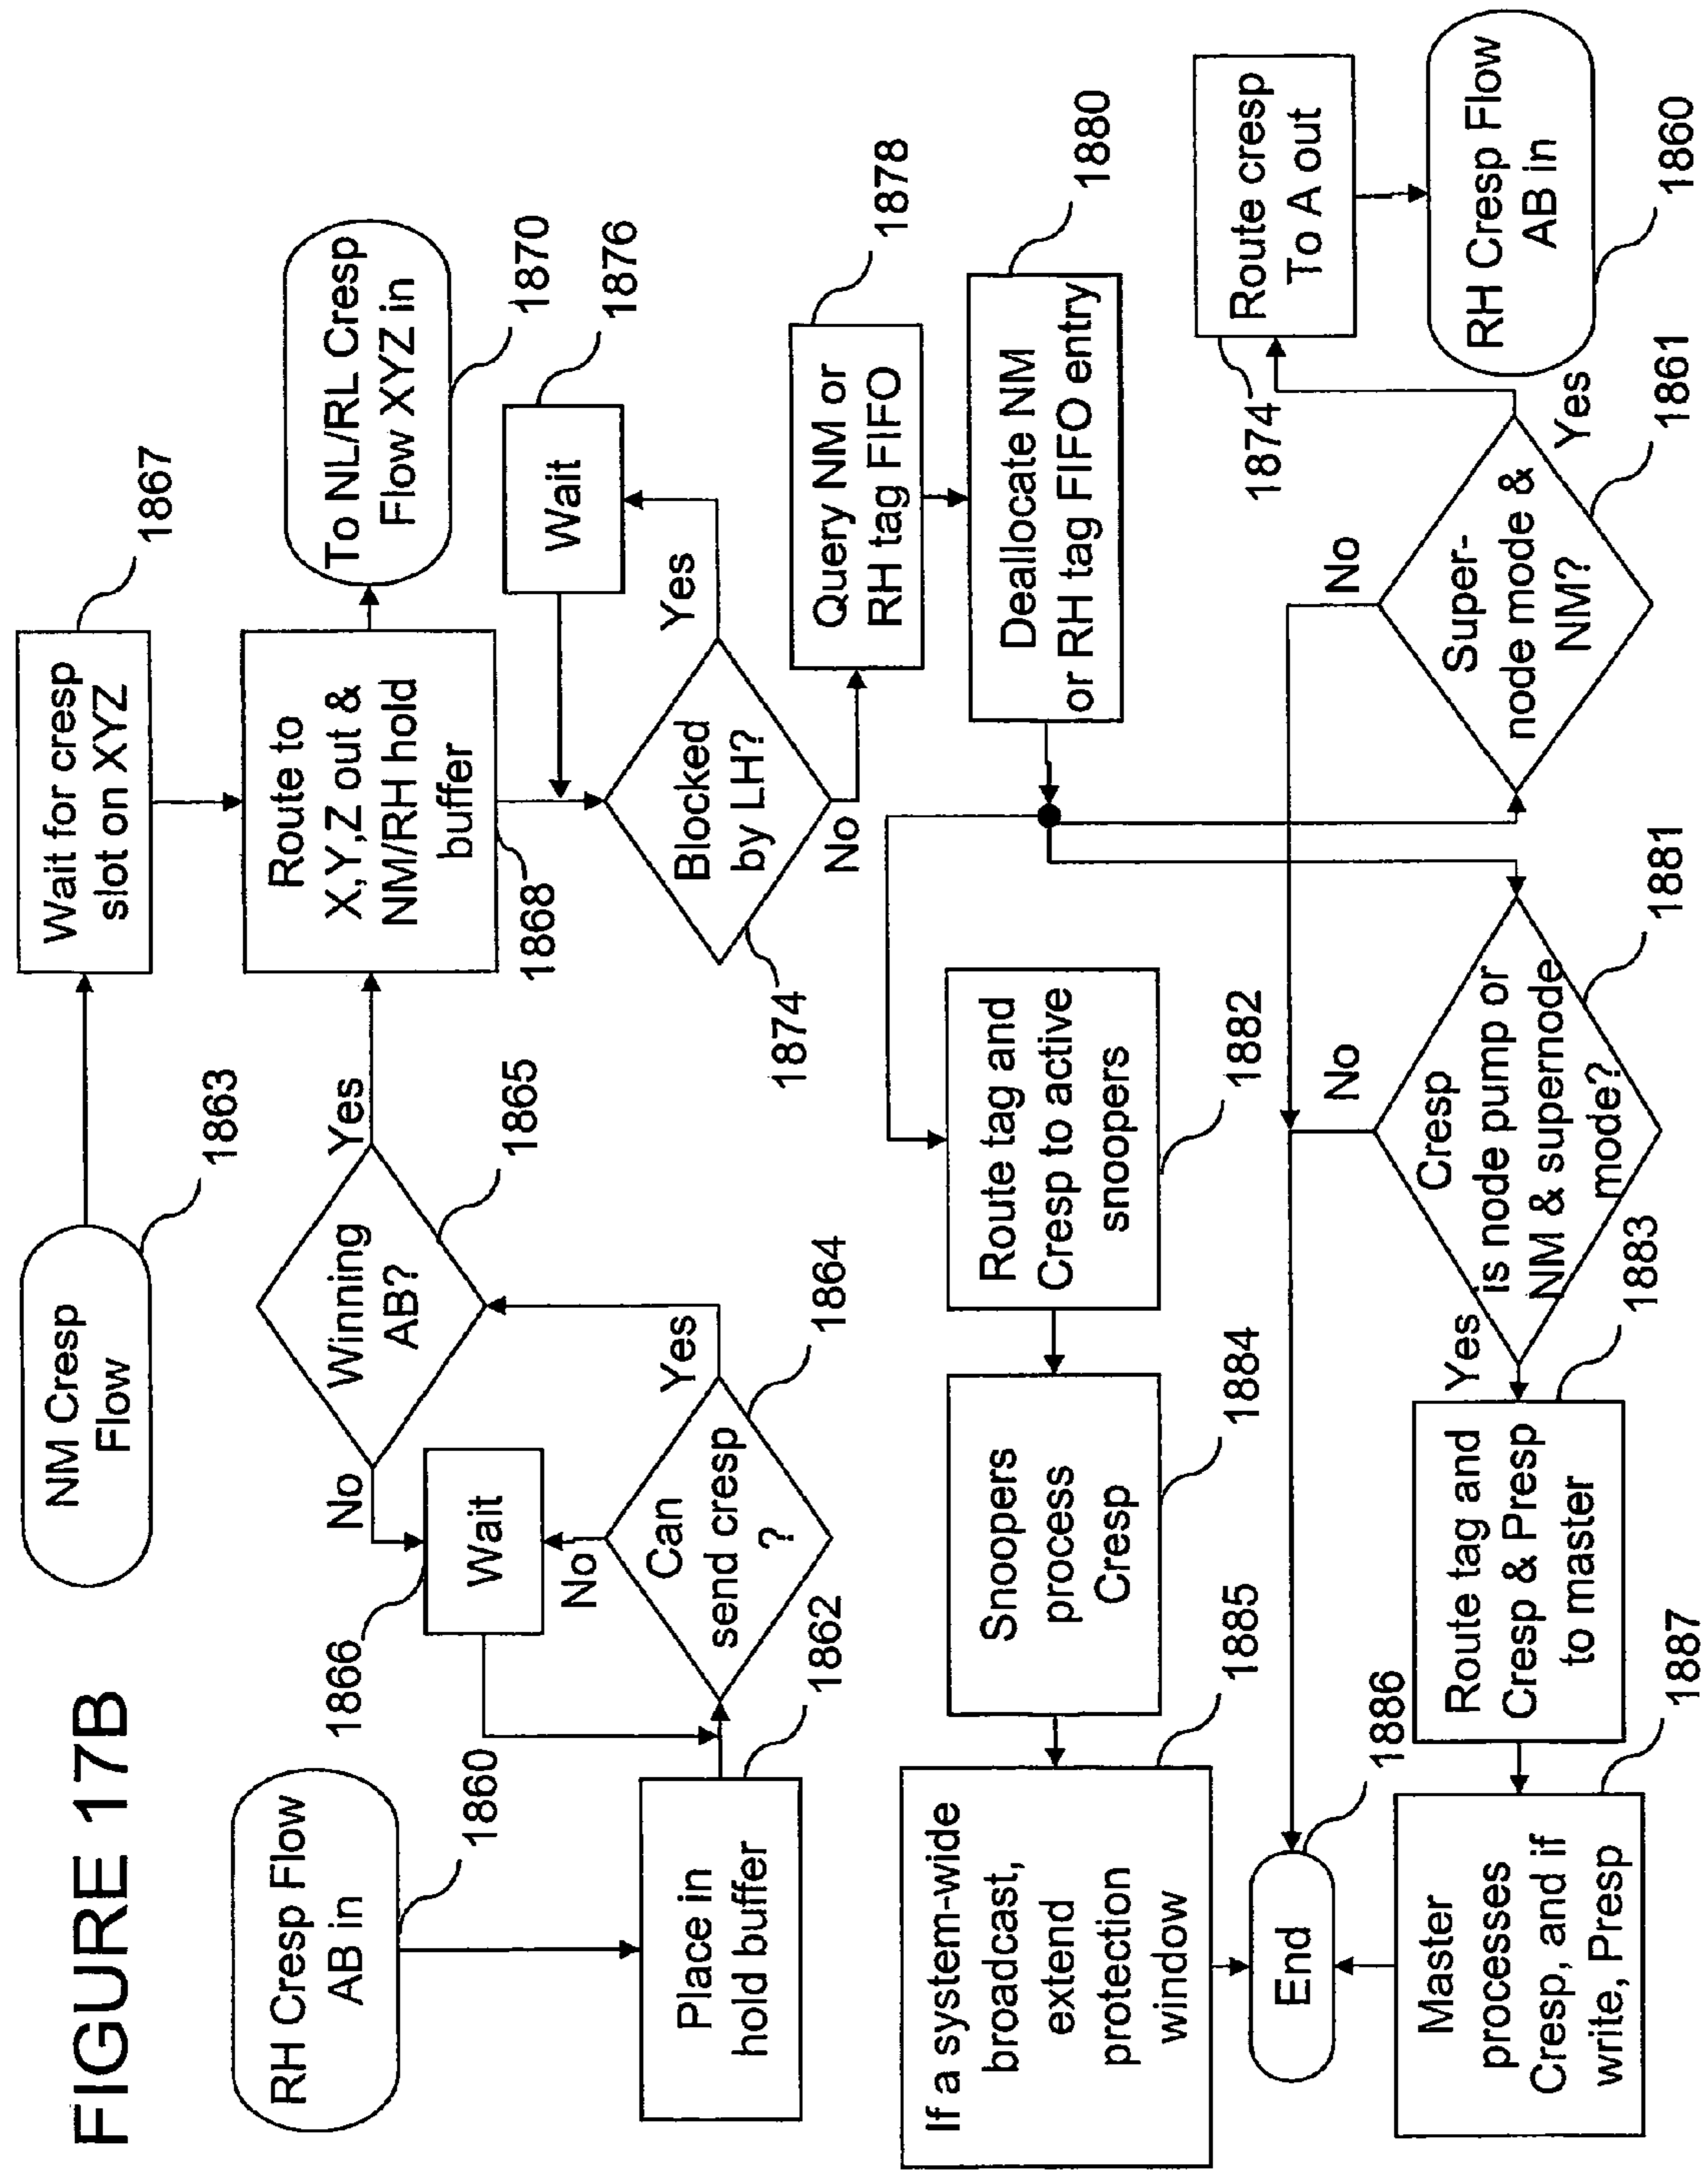 FIGURE 17B
NM Cresp
Flow
1863
Wait for cresp
slot on XYZ
1867
RH Cresp Flow
AB in
1860
Place in
hold buffer
1862
Can
send cresp
?
1864
No
Yes
Wait
1866
Winning
AB?
1865
No
Yes
Route to
X,Y,Z out &
NM/RH hold
buffer
1868
To NL/RL Cresp
Flow XYZ in
1870
Blocked
by LH?
1874
Yes
No
Wait
1876
Query NM or
RH tag FIFO
1878
Deallocate NM
or RH tag FIFO entry
1880
Route tag and
Cresp to active
snoopers
1882
Snoopers
process
Cresp
1884
If a system-wide
broadcast,
extend
protection
window
1885
End
1886
Cresp
is node pump or
NM & supernode
mode?
1881
No
Yes
Route tag and
Cresp & Presp
to master
1883
Master
processes
Cresp, and if
write, Presp
1887
Super-
node mode &
NM?
1861
No
Yes
Route cresp
To A out
1874
RH Cresp Flow
AB in
1860